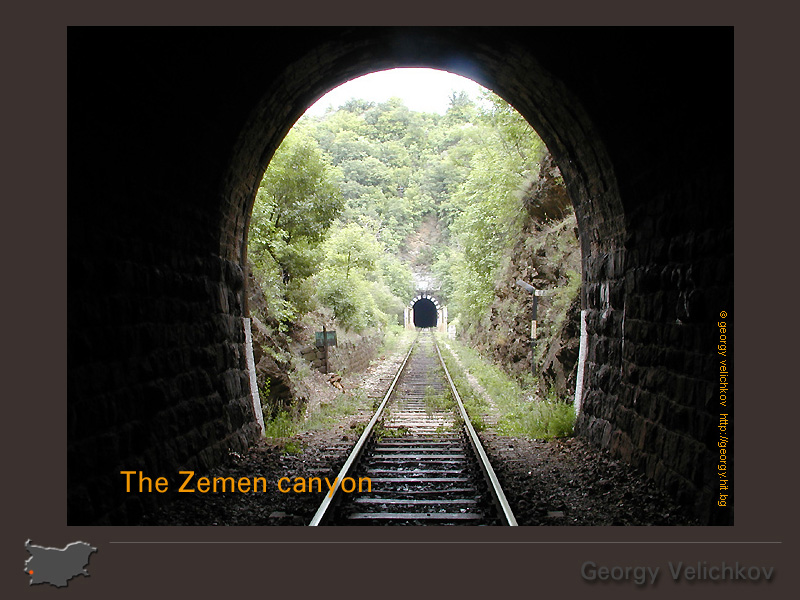 The Zemen canyon
© georgy velichkov http://georgy.hit.bg
Georgy Velichkov